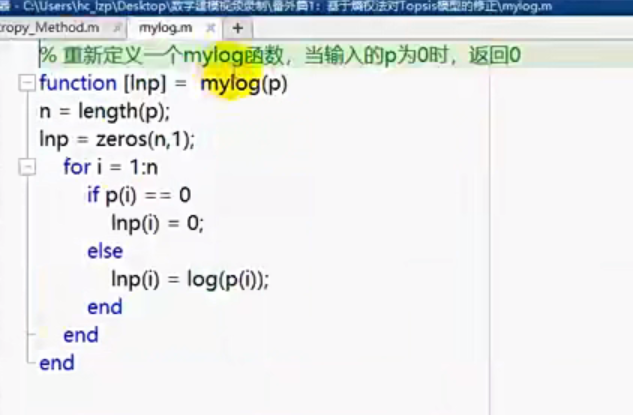 器 - C:\Users\hc_lzp\Desktop\数学建模视频录制\番外篇1：基于熵权法对Topsis模型的修正\mylog.m
tropy_Method.m × mylog.m × +
% 重新定义一个mylog函数，当输入的p为0时，返回0
function [lnp] = mylog(p)
n = length(p);
lnp = zeros(n,1);
for i = 1:n
if p(i) == 0
lnp(i) = 0;
else
lnp(i) = log(p(i));
end
end
end